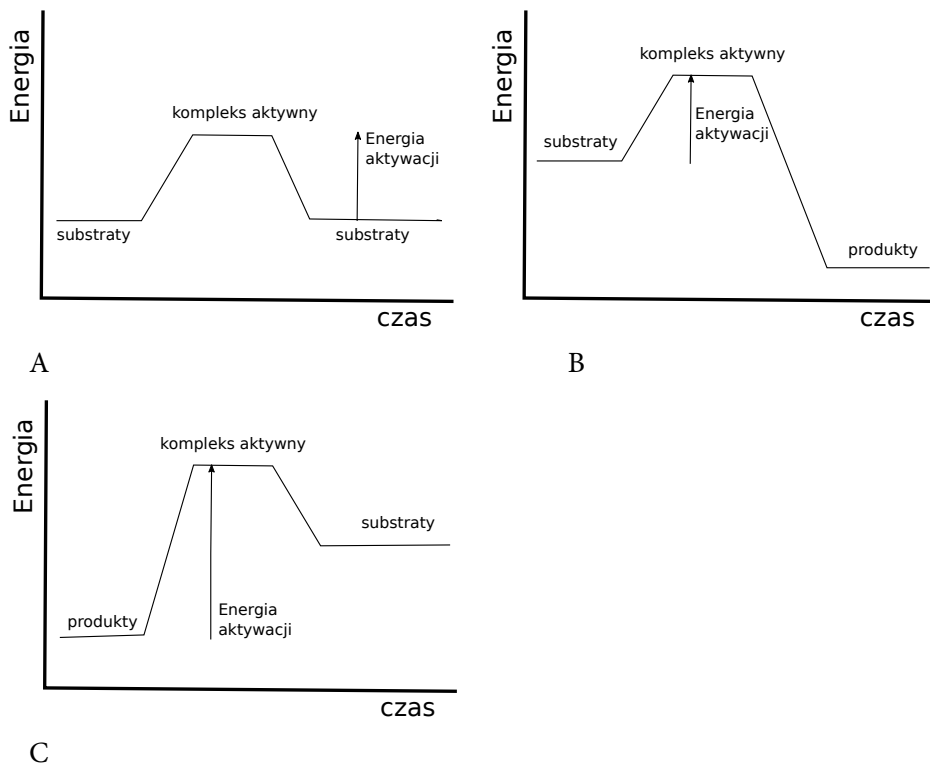 Energia
kompleks aktywny
Energia
aktywacji
substraty
substraty
czas
A
Energia
kompleks aktywny
Energia
aktywacji
substraty
produkty
czas
B
Energia
kompleks aktywny
substraty
Energia
aktywacji
produkty
czas
C